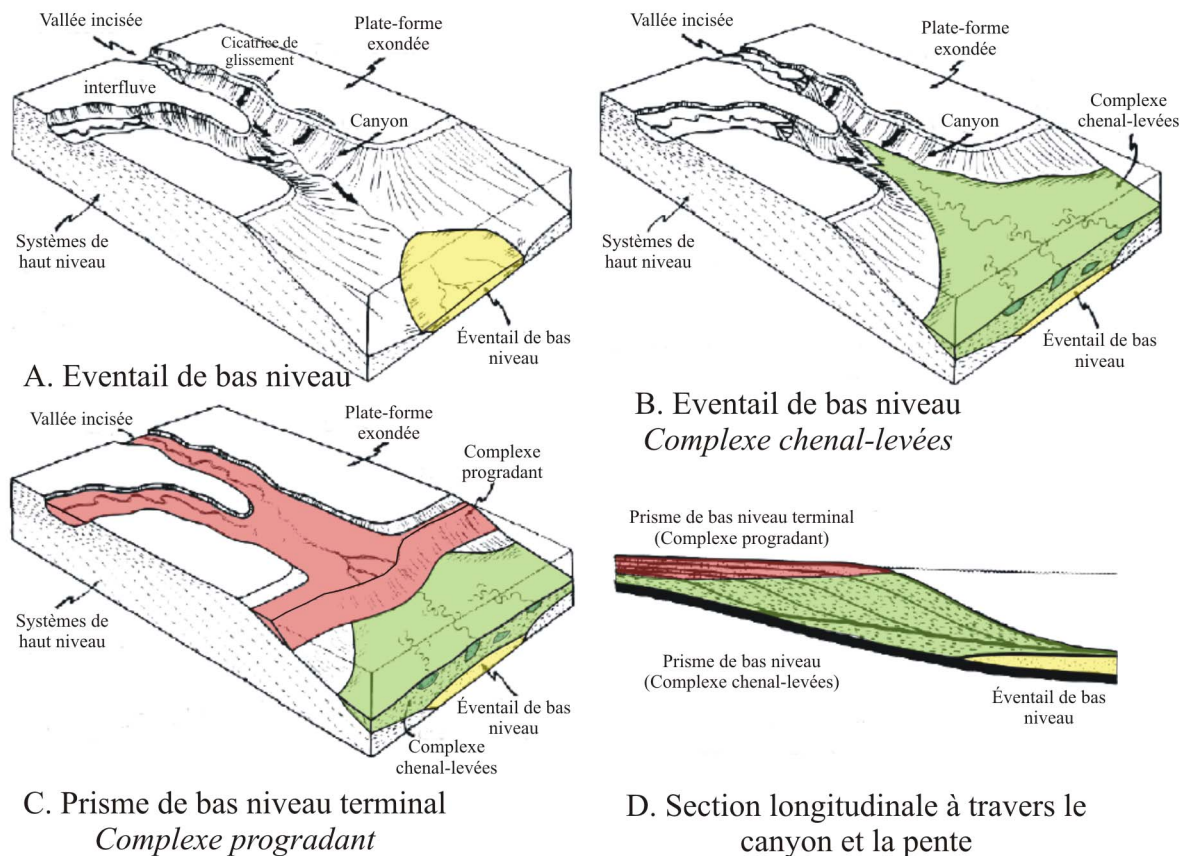 Vallée incisée
Cicatrice de
glissement
Plate-forme
exondée
interfluve
Canyon
Systèmes de
haut niveau
Éventail de bas
niveau
A. Eventail de bas niveau
Vallée incisée
Plate-forme
exondée
Complexe
chenal-levées
Canyon
Systèmes de
haut niveau
Éventail de bas
niveau
B. Eventail de bas niveau
Complexe chenal-levées
Vallée incisée
Plate-forme
exondée
Complexe
progradant
Systèmes de
haut niveau
Éventail de bas
niveau
Complexe
chenal-levées
C. Prisme de bas niveau terminal
Complexe progradant
Prisme de bas niveau terminal
(Complexe progradant)
Prisme de bas niveau
(Complexe chenal-levées)
Éventail de bas
niveau
D. Section longitudinale à travers le
canyon et la pente